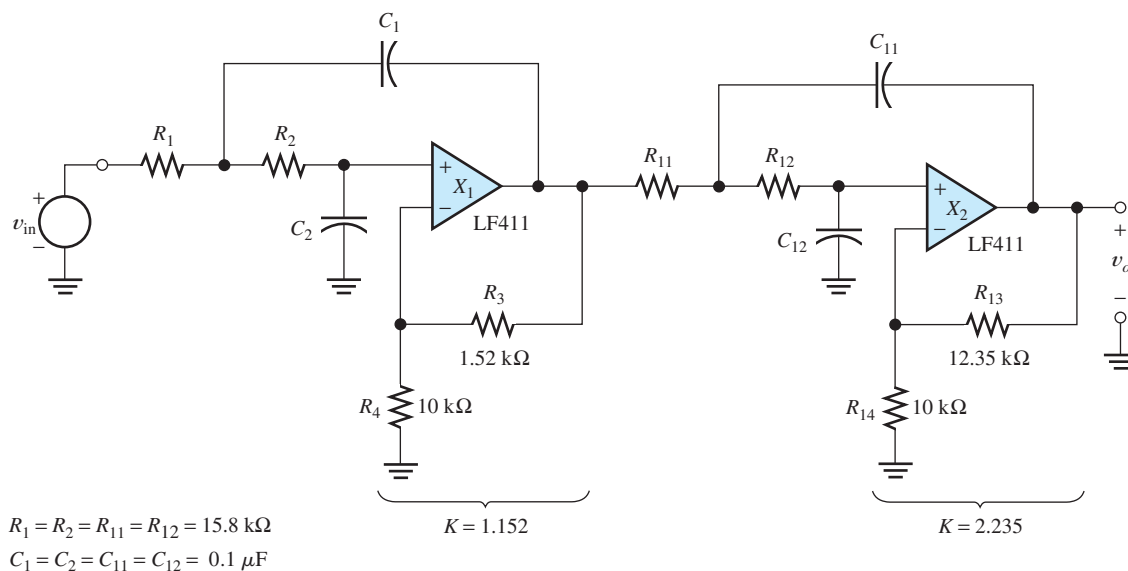 C₁
C₁₁
R₁
R₂
R₁₁
R₁₂
+
−
v_in
+
−
X₁
LF411
C₂
+
−
X₂
LF411
C₁₂
+
v_o
−
R₃
1.52 kΩ
R₁₃
12.35 kΩ
R₄ 10 kΩ
R₁₄ 10 kΩ
K = 1.152
K = 2.235
R₁ = R₂ = R₁₁ = R₁₂ = 15.8 kΩ
C₁ = C₂ = C₁₁ = C₁₂ = 0.1 μF